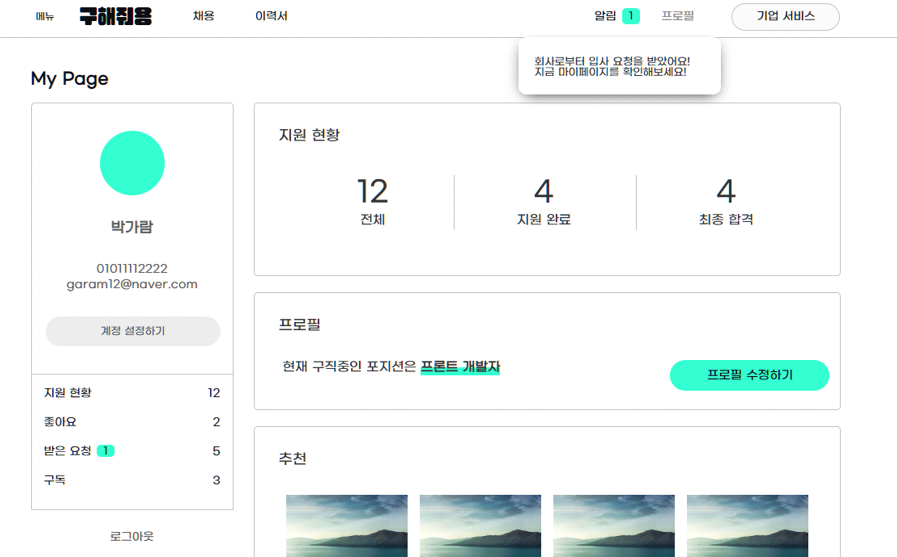 메뉴
구해줘용
채용
이력서
알림 1
프로필
기업 서비스
회사로부터 입사 요청을 받았어요!
지금 마이페이지를 확인해보세요!
My Page
박가람
01011112222
garam12@naver.com
계정 설정하기
지원 현황 12
좋아요 2
받은 요청 1 5
구독 3
로그아웃
지원 현황
12
전체
4
지원 완료
4
최종 합격
프로필
현재 구직중인 포지션은 프론트 개발자
프로필 수정하기
추천